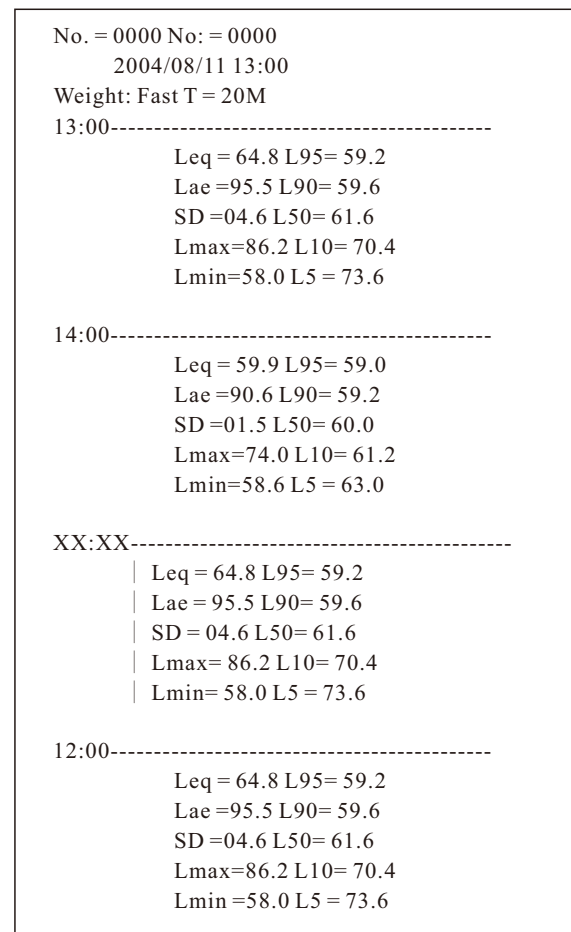 No. = 0000 No: = 0000
2004/08/11 13:00
Weight: Fast T = 20M
13:00--------------------------------------------
Leq = 64.8 L95= 59.2
Lae =95.5 L90= 59.6
SD =04.6 L50= 61.6
Lmax=86.2 L10= 70.4
Lmin=58.0 L5 = 73.6
14:00--------------------------------------------
Leq = 59.9 L95= 59.0
Lae =90.6 L90= 59.2
SD =01.5 L50= 60.0
Lmax=74.0 L10= 61.2
Lmin=58.6 L5 = 63.0
XX:XX--------------------------------------------
| Leq = 64.8 L95= 59.2
| Lae = 95.5 L90= 59.6
| SD = 04.6 L50= 61.6
| Lmax= 86.2 L10= 70.4
| Lmin= 58.0 L5 = 73.6
12:00--------------------------------------------
Leq = 64.8 L95= 59.2
Lae =95.5 L90= 59.6
SD =04.6 L50= 61.6
Lmax=86.2 L10= 70.4
Lmin =58.0 L5 = 73.6